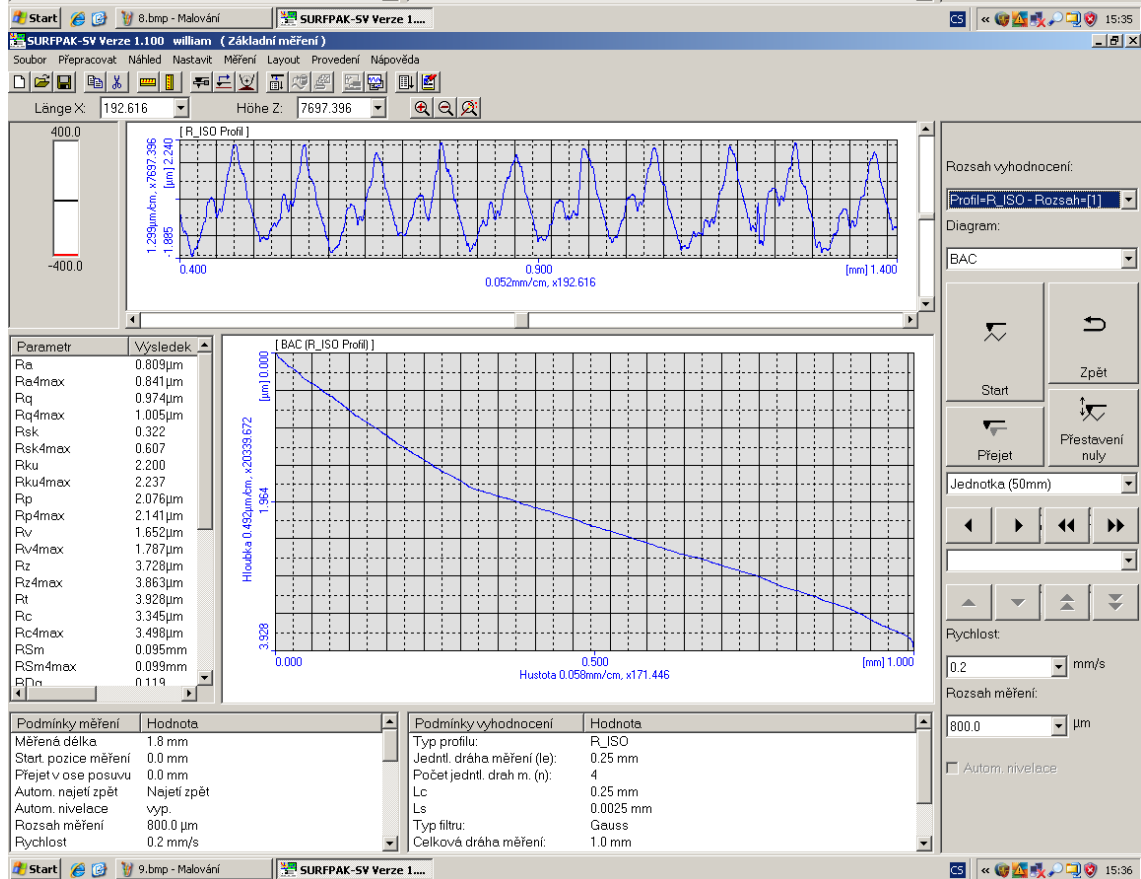 Start 8.bmp - Malování SURFPAK-SV Verze 1.... CS « 15:35
SURFPAK-SV Verze 1.100 william ( Základní měření )
Soubor Přepracovat Náhled Nastavit Měření Layout Provedení Nápověda
Länge X: 192.616 Höhe Z: 7697.396
400.0
-400.0
[ R_ISO Profil ]
1.299µm/cm, x7697.396
-1.885 [µm] 2.240
0.400 0.900 [mm] 1.400
0.052mm/cm, x192.616
Parametr Výsledek
Ra 0.809µm
Ra4max 0.841µm
Rq 0.974µm
Rq4max 1.005µm
Rsk 0.322
Rsk4max 0.607
Rku 2.200
Rku4max 2.237
Rp 2.076µm
Rp4max 2.141µm
Rv 1.652µm
Rv4max 1.787µm
Rz 3.728µm
Rz4max 3.863µm
Rt 3.928µm
Rc 3.345µm
Rc4max 3.498µm
RSm 0.095mm
RSm4max 0.099mm
RDq 0.119
[ BAC (R_ISO Profil) ]
Hloubka 0.492µm/cm, x20339.672
3.928 1.964 [µm] 0.000
0.000 0.500 [mm] 1.000
Hustota 0.058mm/cm, x171.446
Rozsah vyhodnocení:
Profil=R_ISO - Rozsah=[1]
Diagram:
BAC
Start
Zpět
Přejet
Přestavení
nuly
Jednotka (50mm)
Rychlost:
0.2 mm/s
Rozsah měření:
800.0 µm
Autom. nivelace
Podmínky měření Hodnota
Měřená délka 1.8 mm
Start. pozice měření 0.0 mm
Přejet v ose posuvu 0.0 mm
Autom. najetí zpět Najetí zpět
Autom. nivelace vyp.
Rozsah měření 800.0 µm
Rychlost 0.2 mm/s
Podmínky vyhodnocení Hodnota
Typ profilu: R_ISO
Jedntl. dráha měření (le): 0.25 mm
Počet jedntl. drah m. (n): 4
Lc 0.25 mm
Ls 0.0025 mm
Typ filtru: Gauss
Celková dráha měření: 1.0 mm
Start 9.bmp - Malování SURFPAK-SV Verze 1.... CS « 15:36